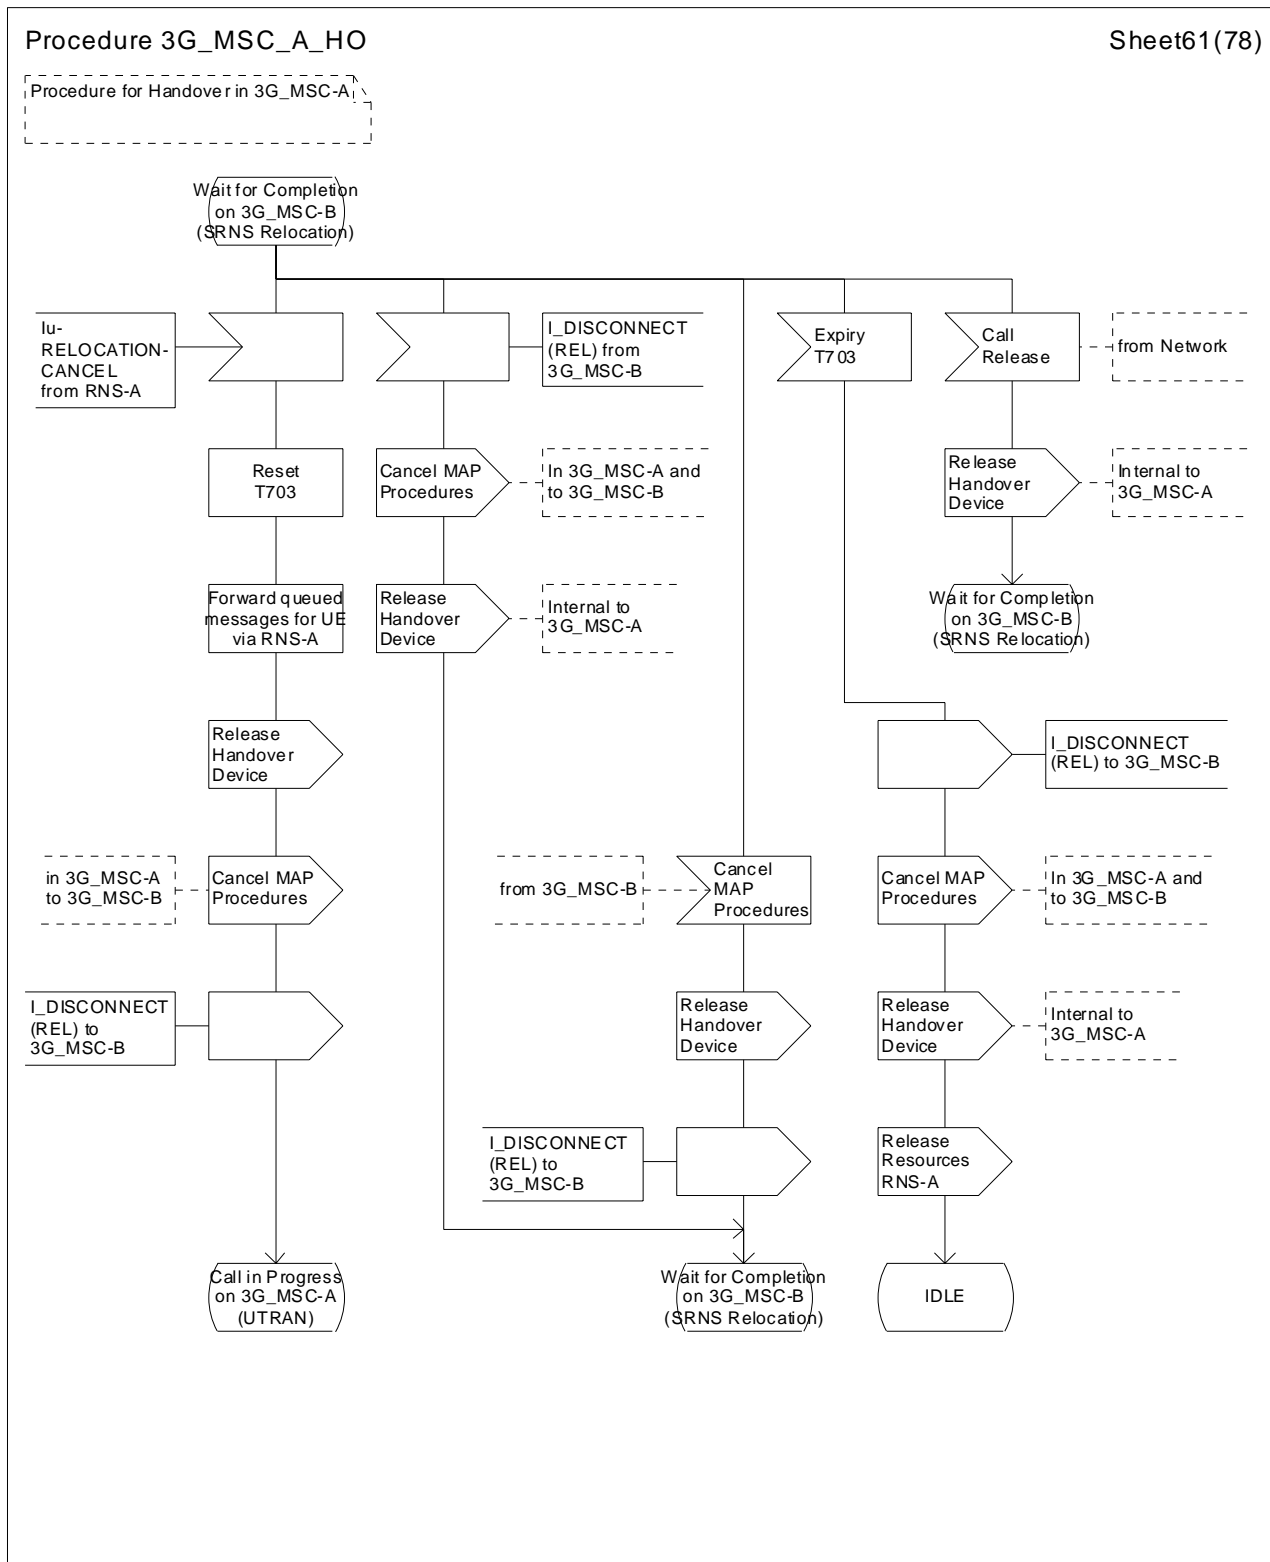 Procedure 3G_MSC_A_HO
Sheet61(78)
Procedure for Handover in 3G_MSC-A
Wait for Completion
on 3G_MSC-B
(SRNS Relocation)
Iu-
RELOCATION-
CANCEL
from RNS-A
I_DISCONNECT
(REL) from
3G_MSC-B
Expiry
T703
Call
Release
from Network
Reset
T703
Cancel MAP
Procedures
In 3G_MSC-A and
to 3G_MSC-B
Release
Handover
Device
Internal to
3G_MSC-A
Forward queued
messages for UE
via RNS-A
Release
Handover
Device
Internal to
3G_MSC-A
Wait for Completion
on 3G_MSC-B
(SRNS Relocation)
Release
Handover
Device
I_DISCONNECT
(REL) to 3G_MSC-B
in 3G_MSC-A
to 3G_MSC-B
Cancel MAP
Procedures
from 3G_MSC-B
Cancel
MAP
Procedures
Cancel MAP
Procedures
In 3G_MSC-A and
to 3G_MSC-B
I_DISCONNECT
(REL) to
3G_MSC-B
Release
Handover
Device
Release
Handover
Device
Internal to
3G_MSC-A
I_DISCONNECT
(REL) to
3G_MSC-B
Release
Resources
RNS-A
Call in Progress
on 3G_MSC-A
(UTRAN)
Wait for Completion
on 3G_MSC-B
(SRNS Relocation)
IDLE